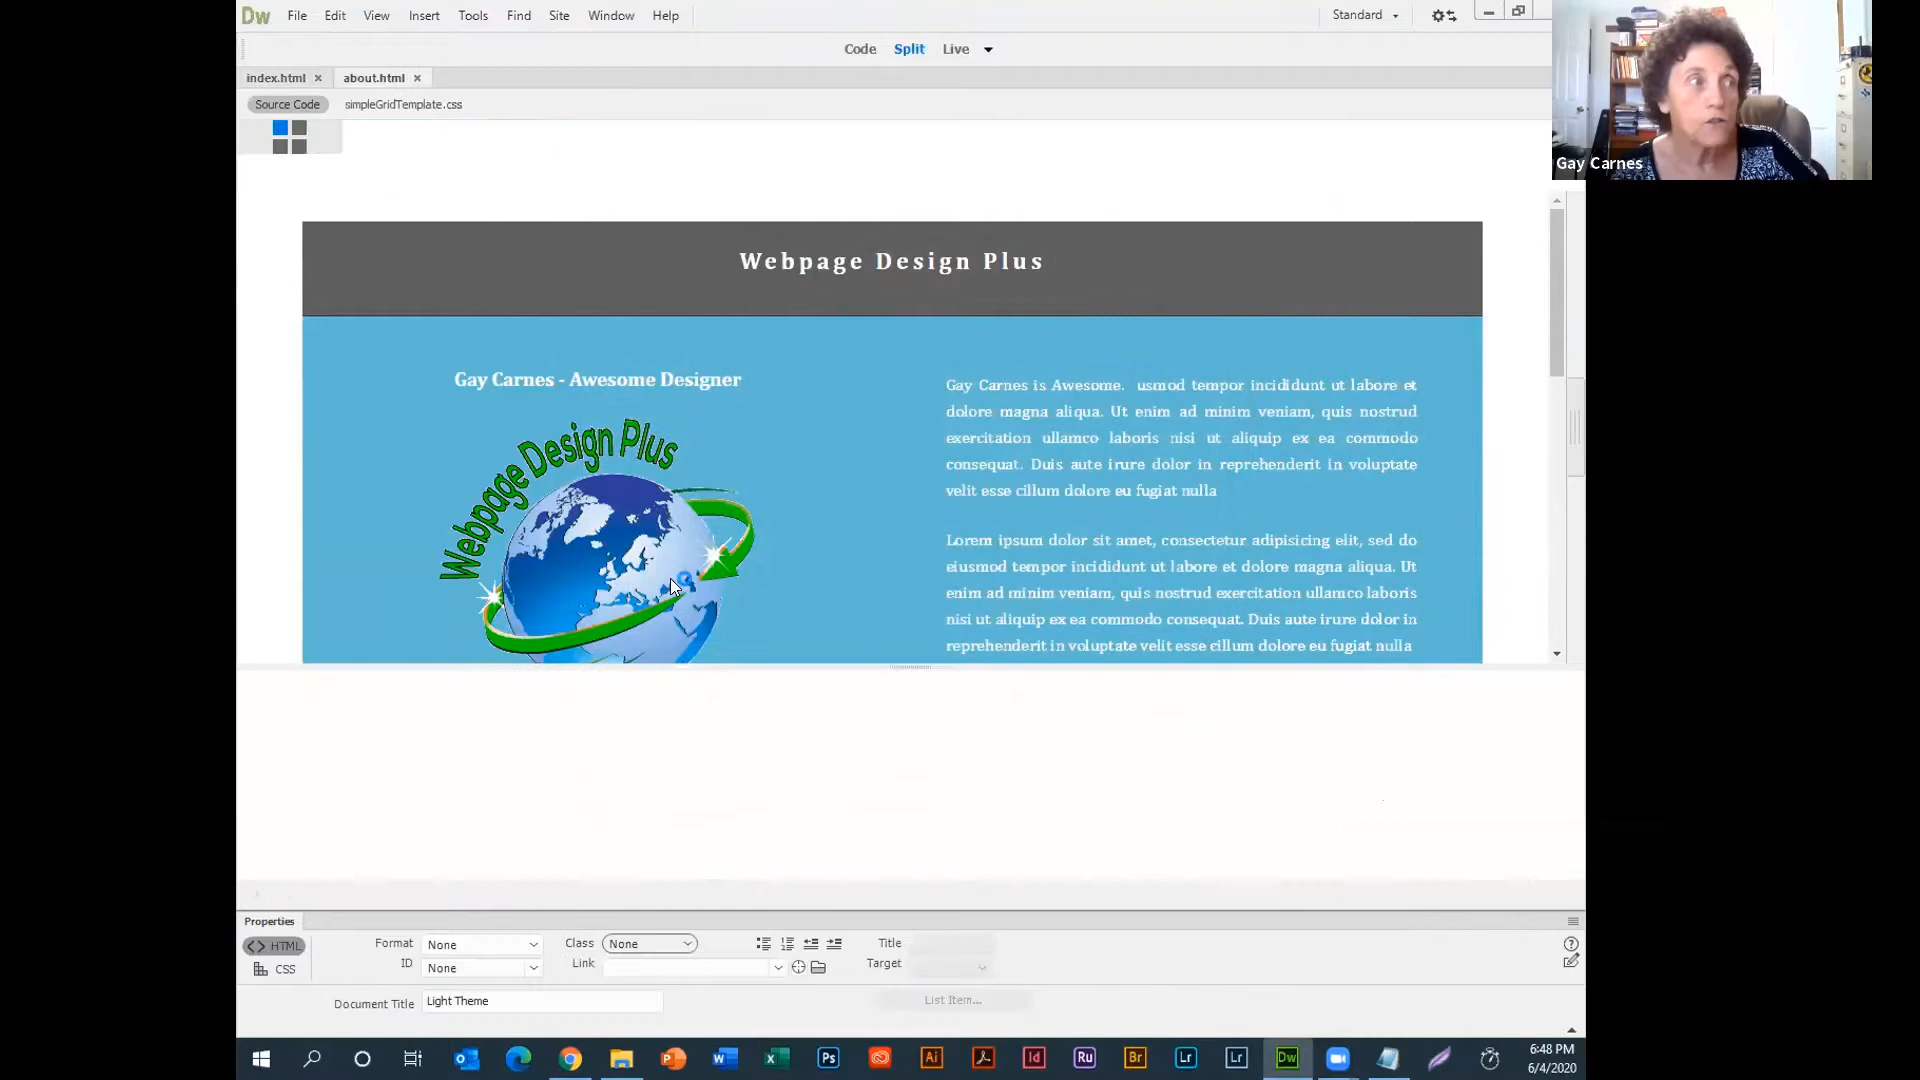 Dw File Edit View Insert Tools Find Site Window Help Standard
Code Split Live
index.html about.html
Source Code simpleGridTemplate.css
Gay Carnes
Webpage Design Plus
Gay Carnes - Awesome Designer
Webpage Design Plus
Gay Carnes is Awesome. usmod tempor incididunt ut labore et
dolore magna aliqua. Ut enim ad minim veniam, quis nostrud
exercitation ullamco laboris nisi ut aliquip ex ea commodo
consequat. Duis aute irure dolor in reprehenderit in voluptate
velit esse cillum dolore eu fugiat nulla
Lorem ipsum dolor sit amet, consectetur adipisicing elit, sed do
eiusmod tempor incididunt ut labore et dolore magna aliqua. Ut
enim ad minim veniam, quis nostrud exercitation ullamco laboris
nisi ut aliquip ex ea commodo consequat. Duis aute irure dolor in
reprehenderit in voluptate velit esse cillum dolore eu fugiat nulla
Properties
HTML Format None Class None Title
CSS ID None Link Target
Document Title Light Theme List Item...
Ps Ai Id Ru Br Lr Lr Dw
6:48 PM
6/4/2020